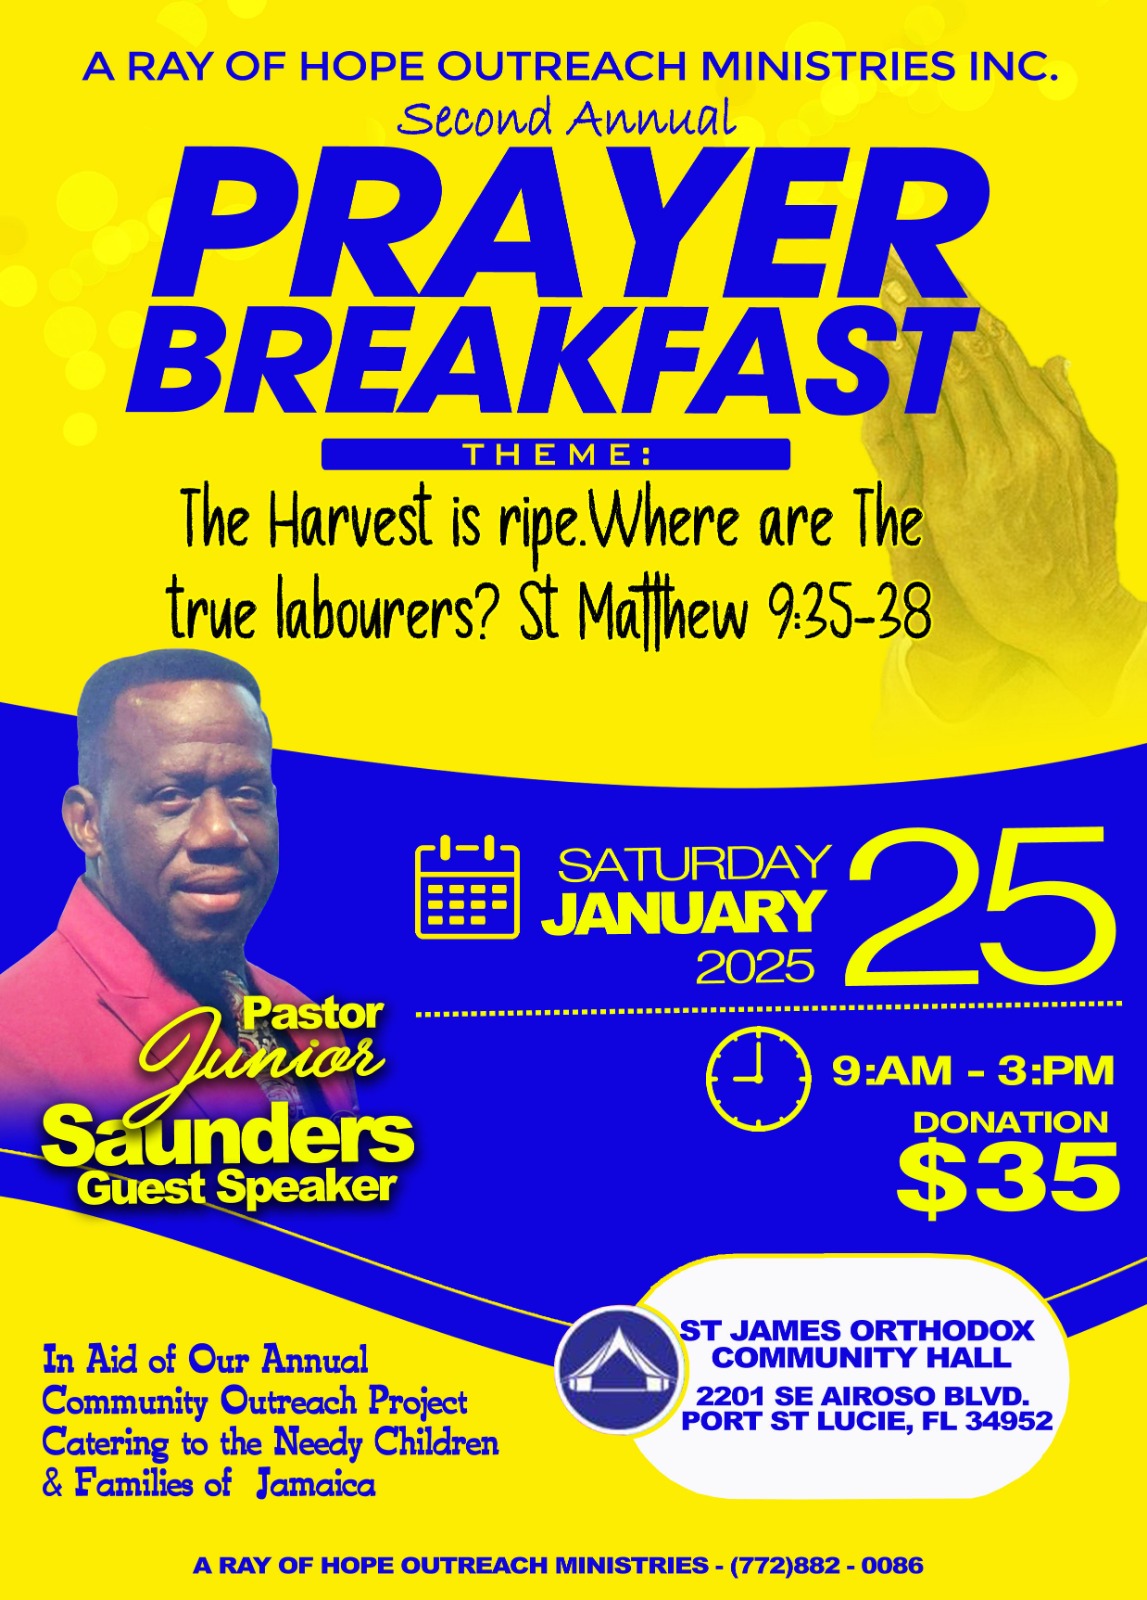 A RAY OF HOPE OUTREACH MINISTRIES INC.
Second Annual
PRAYER
BREAKFAST
THEME:
The Harvest is ripe.Where are The
true labourers? St Matthew 9:35-38
SATURDAY
JANUARY
2025
25
9:AM - 3:PM
DONATION
$35
Pastor
Junior
Saunders
Guest Speaker
ST JAMES ORTHODOX
COMMUNITY HALL
2201 SE AIROSO BLVD.
PORT ST LUCIE, FL 34952
In Aid of Our Annual
Community Outreach Project
Catering to the Needy Children
& Families of Jamaica
A RAY OF HOPE OUTREACH MINISTRIES - (772)882 - 0086